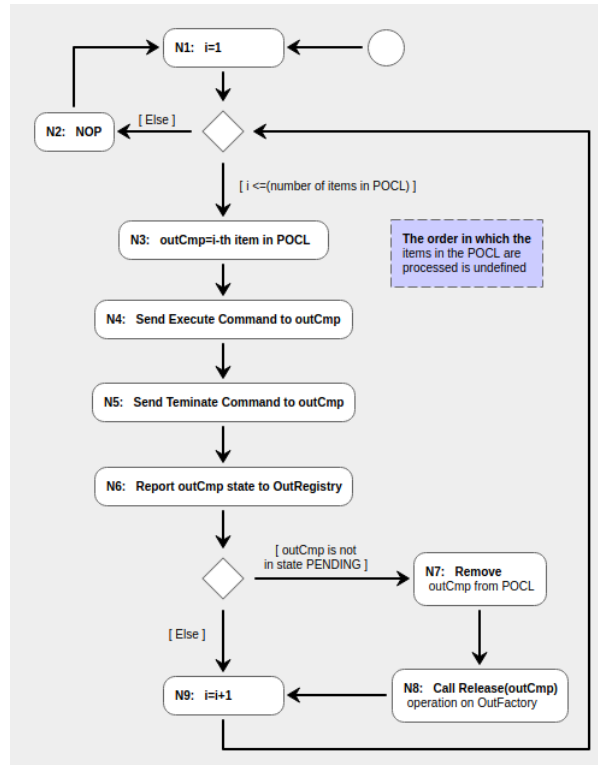 N1: i=1
[ Else ]
N2: NOP
[ i <=(number of items in POCL) ]
N3: outCmp=i-th item in POCL
The order in which the
items in the POCL are
processed is undefined
N4: Send Execute Command to outCmp
N5: Send Teminate Command to outCmp
N6: Report outCmp state to OutRegistry
[ outCmp is not
in state PENDING ]
N7: Remove
outCmp from POCL
[ Else ]
N8: Call Release(outCmp)
operation on OutFactory
N9: i=i+1